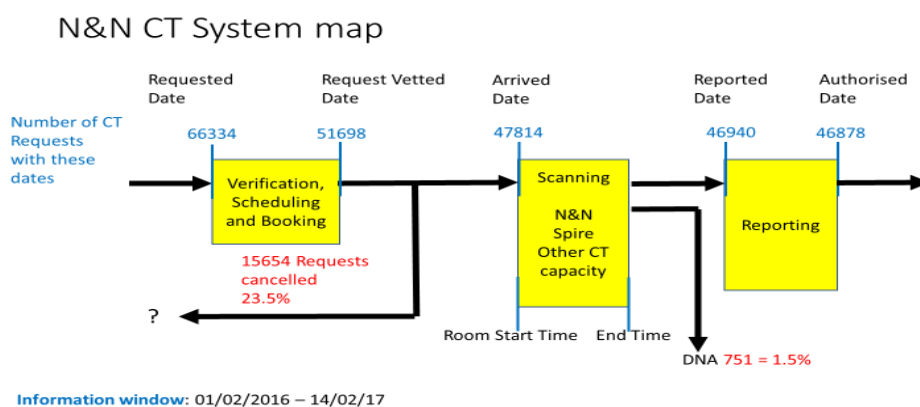 N&N CT System map
Requested
Date
Request Vetted
Date
Arrived
Date
Reported
Date
Authorised
Date
Number of CT
Requests
with these
dates
66334
51698
47814
46940
46878
Verification,
Scheduling
and Booking
Scanning
N&N
Spire
Other CT
capacity
Reporting
15654 Requests
cancelled
23.5%
?
Room Start Time
End Time
DNA 751 = 1.5%
Information window: 01/02/2016 – 14/02/17